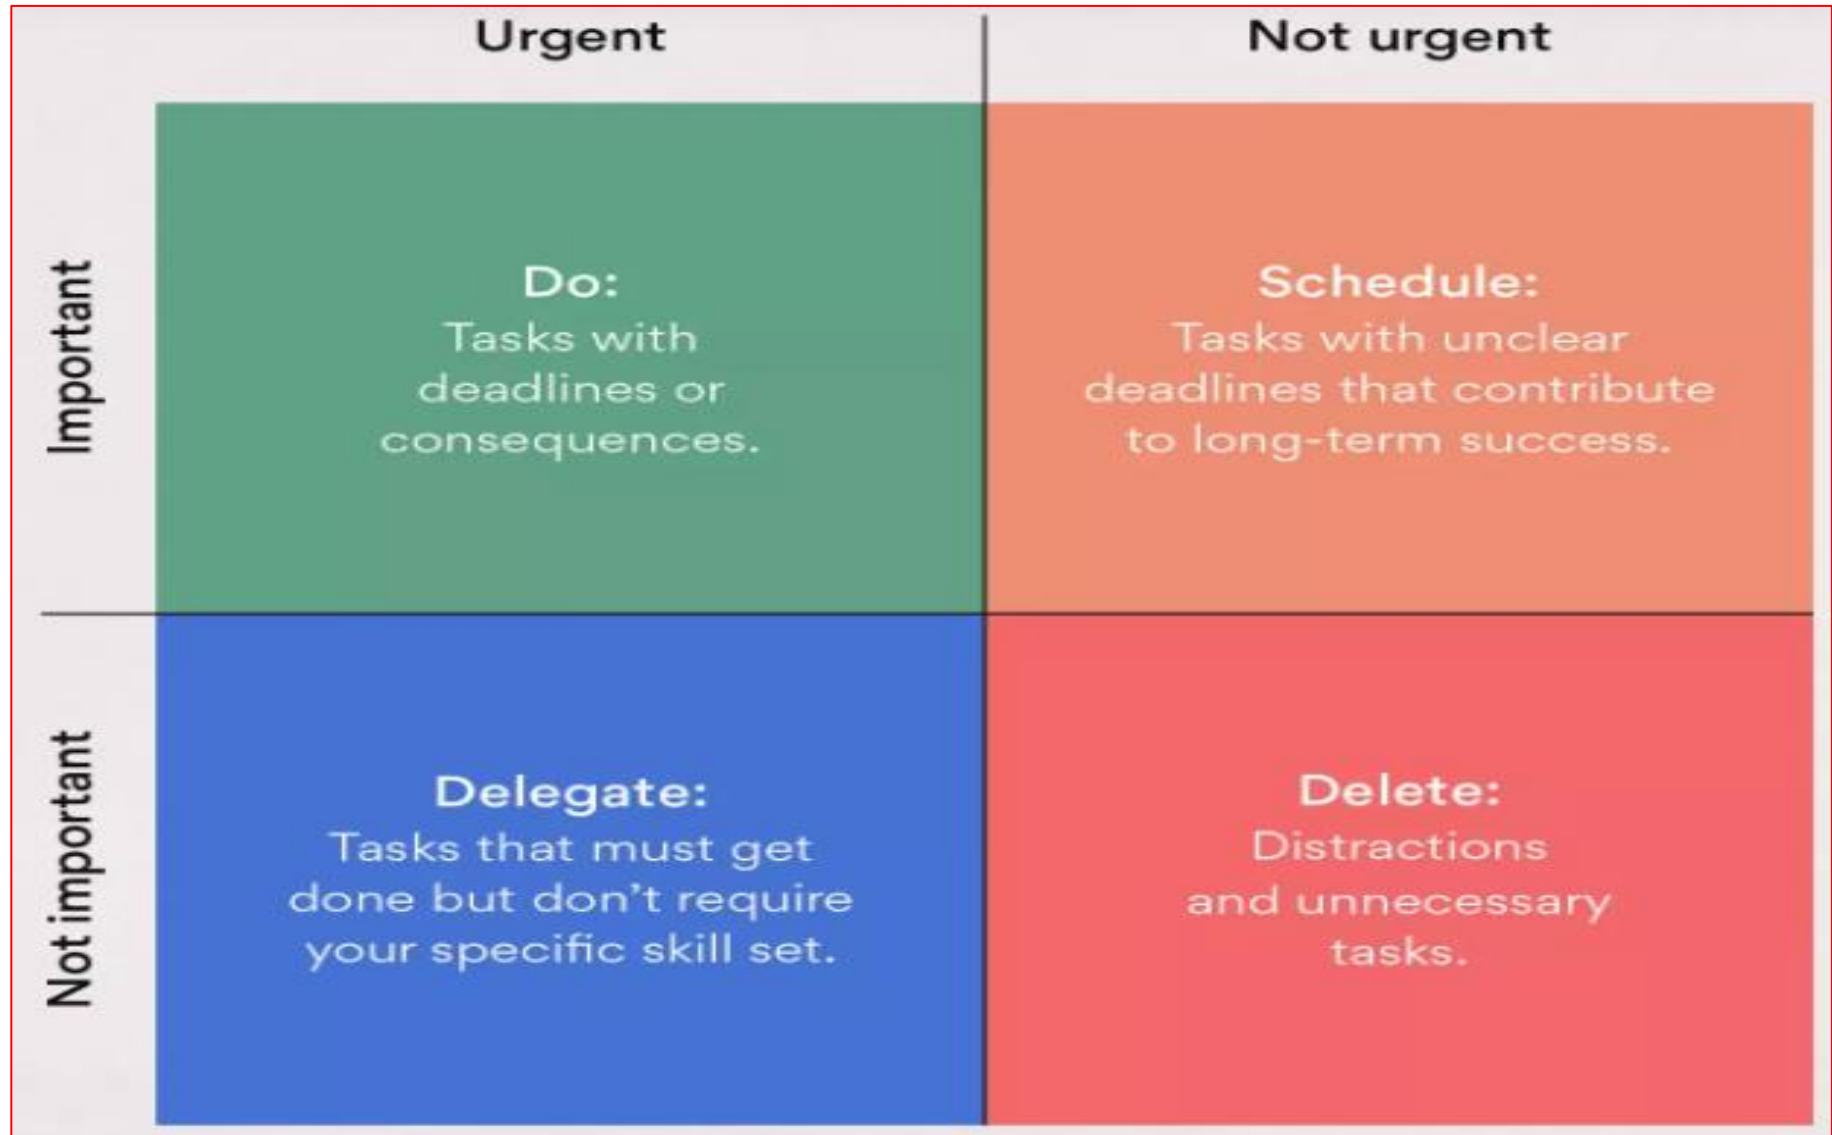 Urgent
Not urgent
Important
Do:
Tasks with
deadlines or
consequences.
Schedule:
Tasks with unclear
deadlines that contribute
to long-term success.
Not important
Delegate:
Tasks that must get
done but don't require
your specific skill set.
Delete:
Distractions
and unnecessary
tasks.